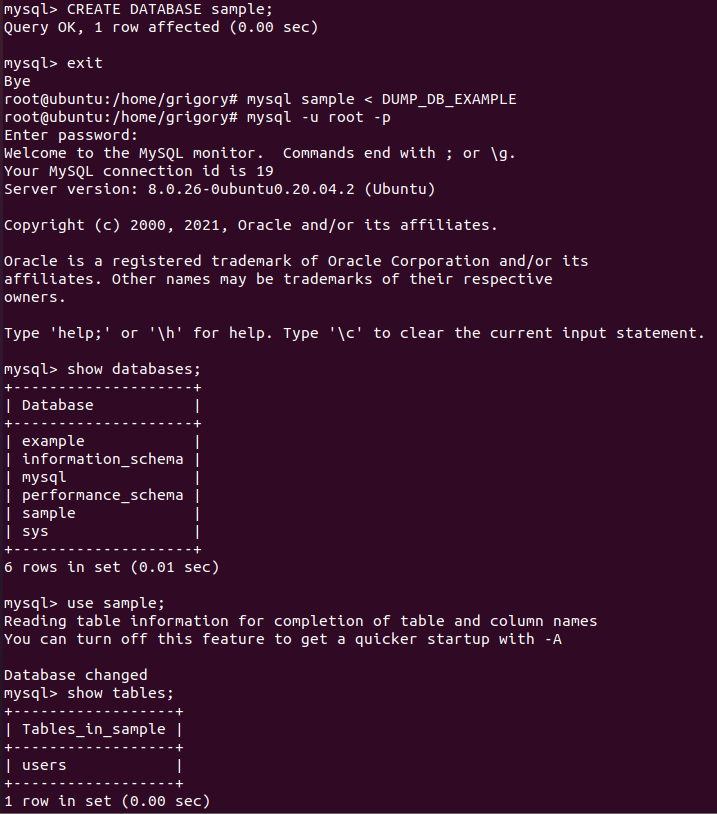 mysql> CREATE DATABASE sample;
Query OK, 1 row affected (0.00 sec)
mysql> exit
Bye
root@ubuntu:/home/grigory# mysql sample < DUMP_DB_EXAMPLE
root@ubuntu:/home/grigory# mysql -u root -p
Enter password:
Welcome to the MySQL monitor.  Commands end with ; or \g.
Your MySQL connection id is 19
Server version: 8.0.26-0ubuntu0.20.04.2 (Ubuntu)
Copyright (c) 2000, 2021, Oracle and/or its affiliates.
Oracle is a registered trademark of Oracle Corporation and/or its
affiliates. Other names may be trademarks of their respective
owners.
Type 'help;' or '\h' for help. Type '\c' to clear the current input statement.
mysql> show databases;
+--------------------+
| Database           |
+--------------------+
| example            |
| information_schema |
| mysql              |
| performance_schema |
| sample             |
| sys                |
+--------------------+
6 rows in set (0.01 sec)
mysql> use sample;
Reading table information for completion of table and column names
You can turn off this feature to get a quicker startup with -A
Database changed
mysql> show tables;
+------------------+
| Tables_in_sample |
+------------------+
| users            |
+------------------+
1 row in set (0.00 sec)